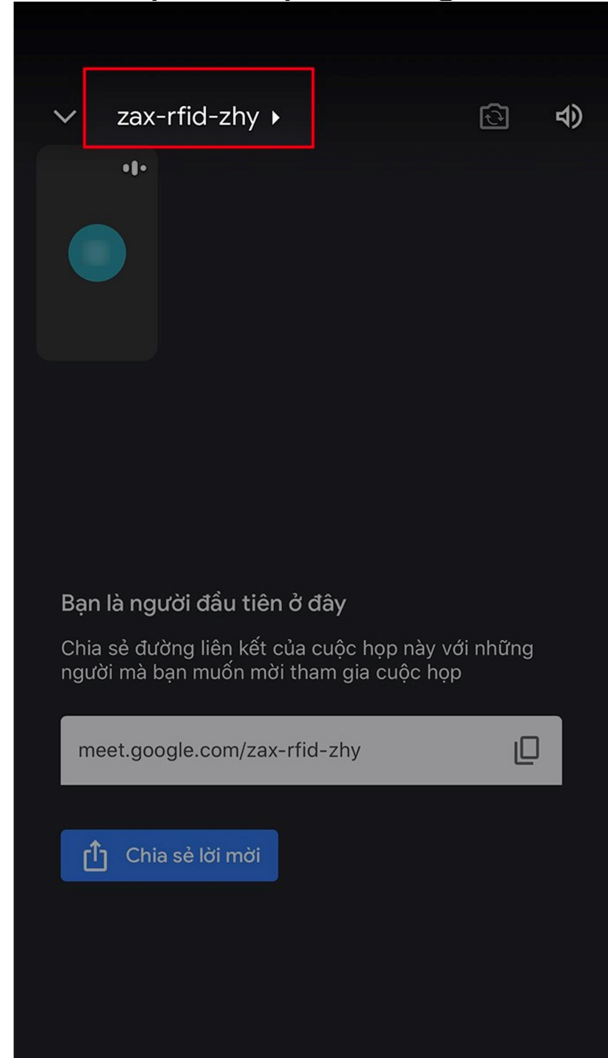 zax-rfid-zhy
Bạn là người đầu tiên ở đây
Chia sẻ đường liên kết của cuộc họp này với những
người mà bạn muốn mời tham gia cuộc họp
meet.google.com/zax-rfid-zhy
Chia sẻ lời mời